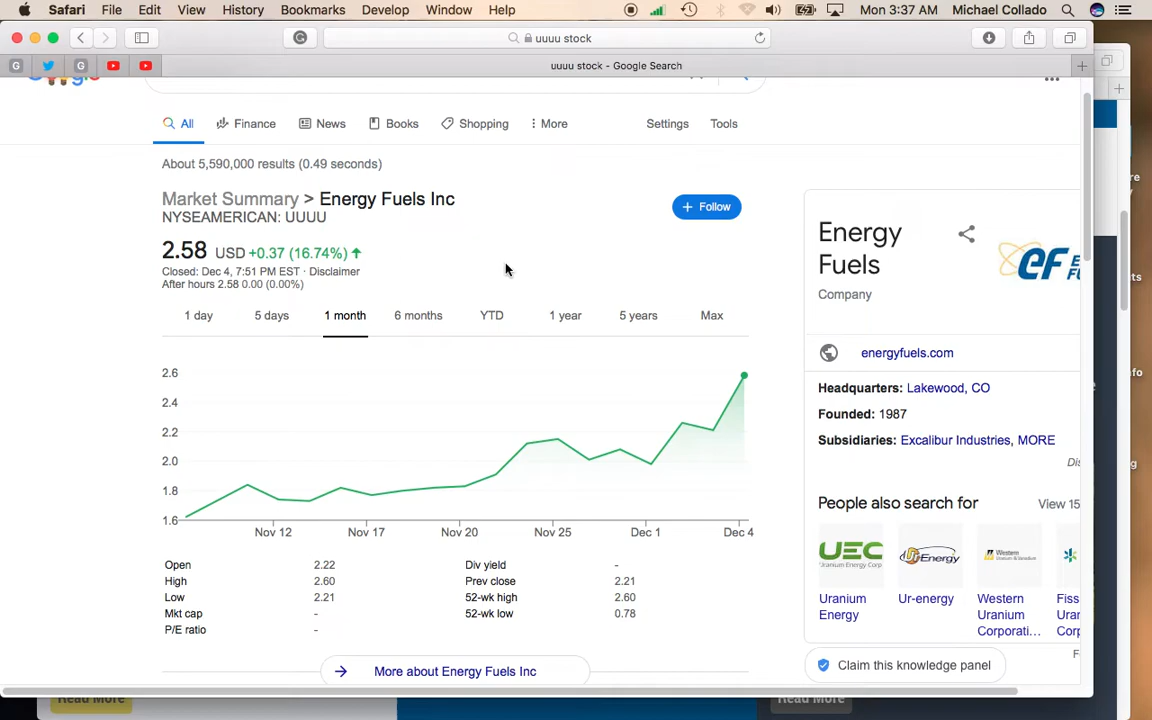 Safari File Edit View History Bookmarks Develop Window Help Mon 3:37 AM Michael Collado
uuuu stock
uuuu stock - Google Search
All Finance News Books Shopping More Settings Tools
About 5,590,000 results (0.49 seconds)
Market Summary > Energy Fuels Inc
NYSEAMERICAN: UUUU
+ Follow
2.58 USD +0.37 (16.74%)
Closed: Dec 4, 7:51 PM EST · Disclaimer
After hours 2.58 0.00 (0.00%)
1 day 5 days 1 month 6 months YTD 1 year 5 years Max
2.6
2.4
2.2
2.0
1.8
1.6
Nov 12 Nov 17 Nov 20 Nov 25 Dec 1 Dec 4
Open 2.22 Div yield -
High 2.60 Prev close 2.21
Low 2.21 52-wk high 2.60
Mkt cap - 52-wk low 0.78
P/E ratio -
More about Energy Fuels Inc
Energy
Fuels
Company
energyfuels.com
Headquarters: Lakewood, CO
Founded: 1987
Subsidiaries: Excalibur Industries, MORE
People also search for View 15
UEC
Uranium Energy Corp
Energy
Uranium
Energy
Ur-energy
Western
Uranium
Corporati...
Claim this knowledge panel
Read More
Read More